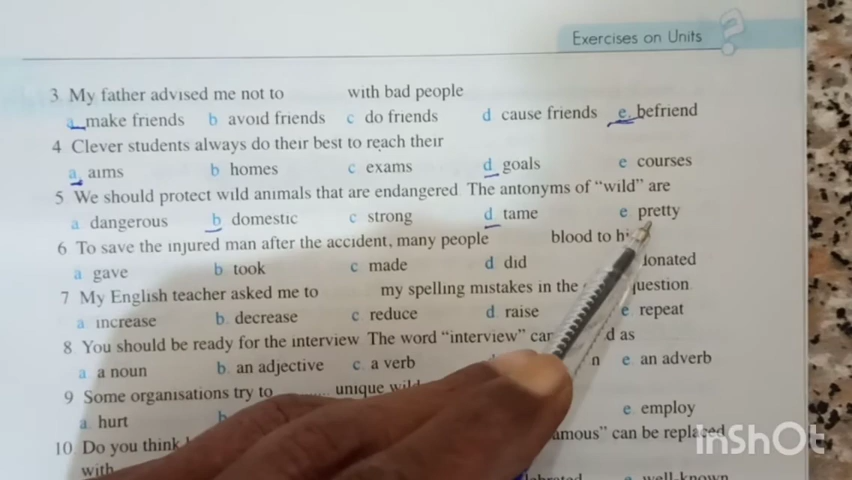 Exercises on Units
3 My father advised me not to with bad people
a make friends b avoid friends c do friends d cause friends e. befriend
4 Clever students always do their best to reach their
a. aims b homes c exams d goals e courses
5 We should protect wild animals that are endangered The antonyms of "wild" are
a dangerous b domestic c strong d tame e pretty
6 To save the injured man after the accident, many people blood to
a gave b took c made d did donated
7 My English teacher asked me to my spelling mistakes in the
a increase b. decrease c reduce d. raise e. repeat
8 You should be ready for the interview The word "interview" as
a a noun b. an adjective c. a verb e. an adverb
9 Some organisations try to ........ unique
a. hurt e. employ
10 Do you think can be replaced
with
e well-known
InShOt